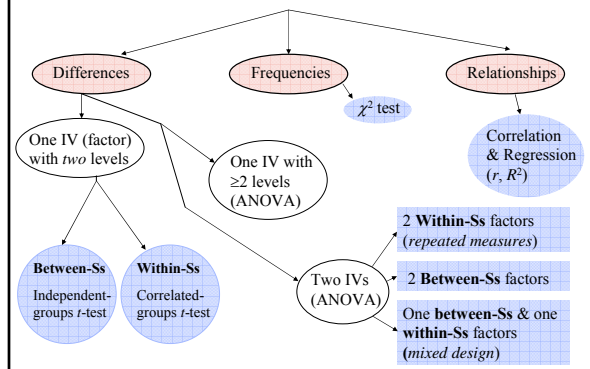 Differences
Frequencies
Relationships
χ² test
One IV (factor)
with two levels
One IV with
≥2 levels
(ANOVA)
Correlation
& Regression
(r, R²)
Between-Ss
Independent-
groups t-test
Within-Ss
Correlated-
groups t-test
Two IVs
(ANOVA)
2 Within-Ss factors
(repeated measures)
2 Between-Ss factors
One between-Ss & one
within-Ss factors
(mixed design)